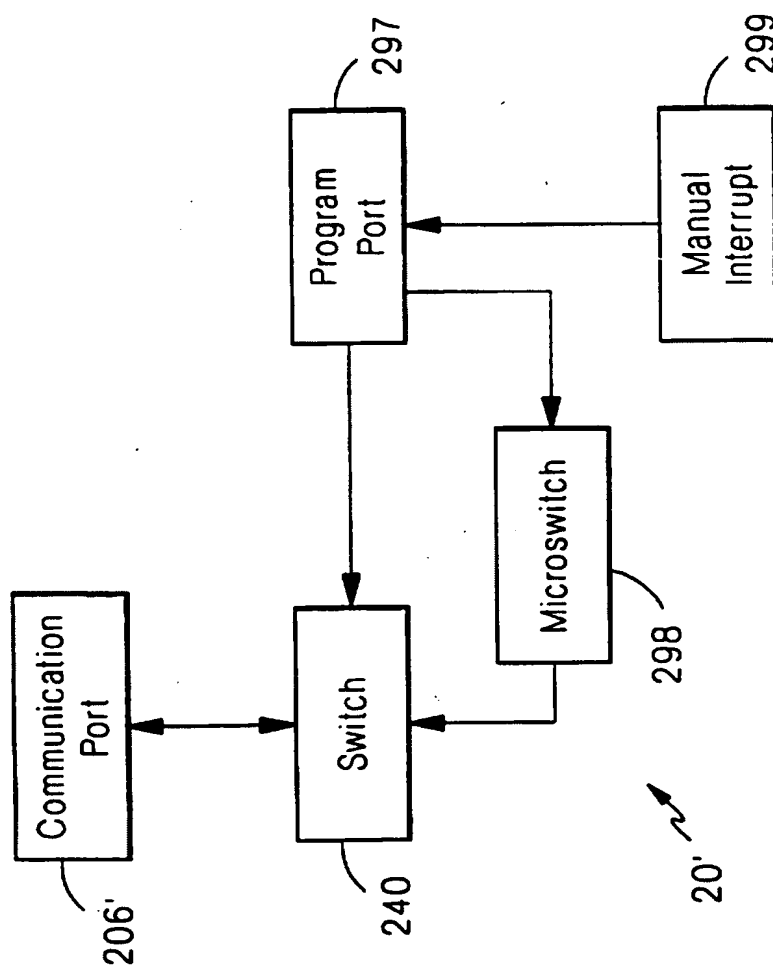 Communication
Port
206'
Switch
240
Program
Port
297
Microswitch
298
Manual
Interrupt
299
20'